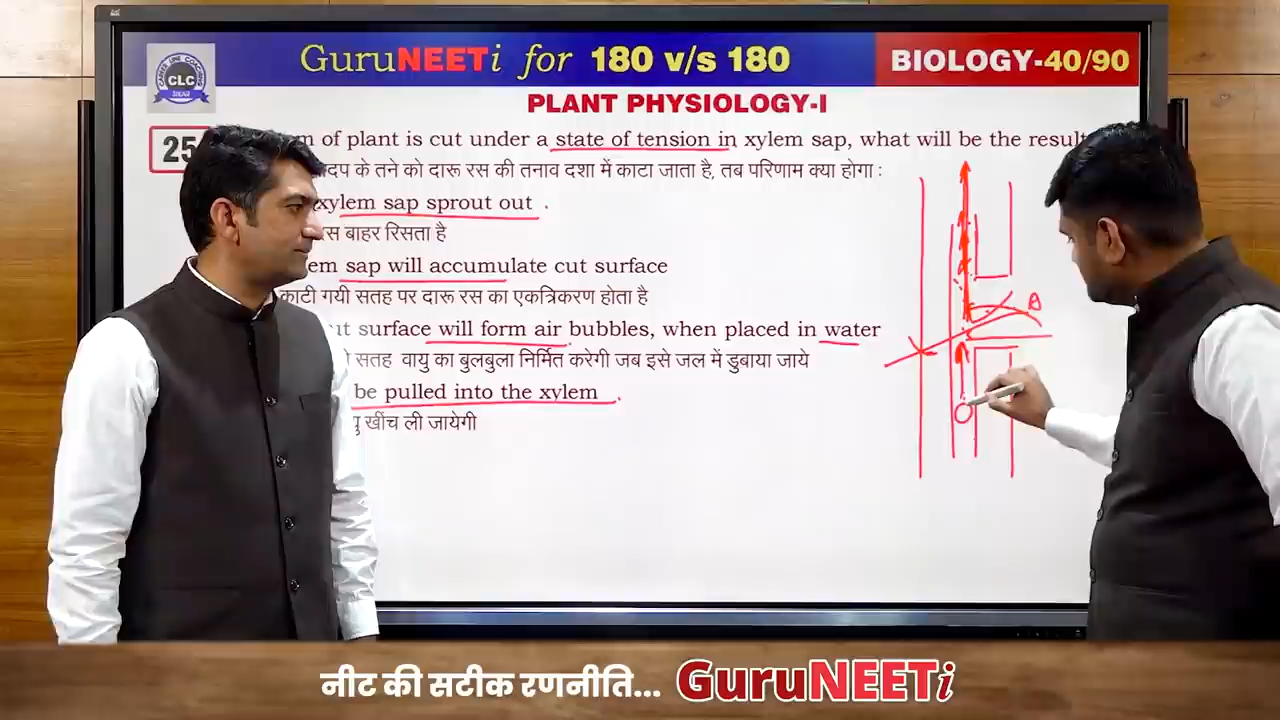 GuruNEETi for 180 v/s 180
BIOLOGY-40/90
CLC
PLANT PHYSIOLOGY-I
25
of plant is cut under a state of tension in xylem sap, what will be the result
के तने को दारू रस की तनाव दशा में काटा जाता है, तब परिणाम क्या होगा :
xylem sap sprout out .
बाहर रिसता है
sap will accumulate cut surface
काटी गयी सतह पर दारू रस का एकत्रिकरण होता है
surface will form air bubbles, when placed in water
सतह वायु का बुलबुला निर्मित करेगी जब इसे जल में डुबाया जाये
be pulled into the xylem
खींच ली जायेगी
नीट की सटीक रणनीति... GuruNEETi